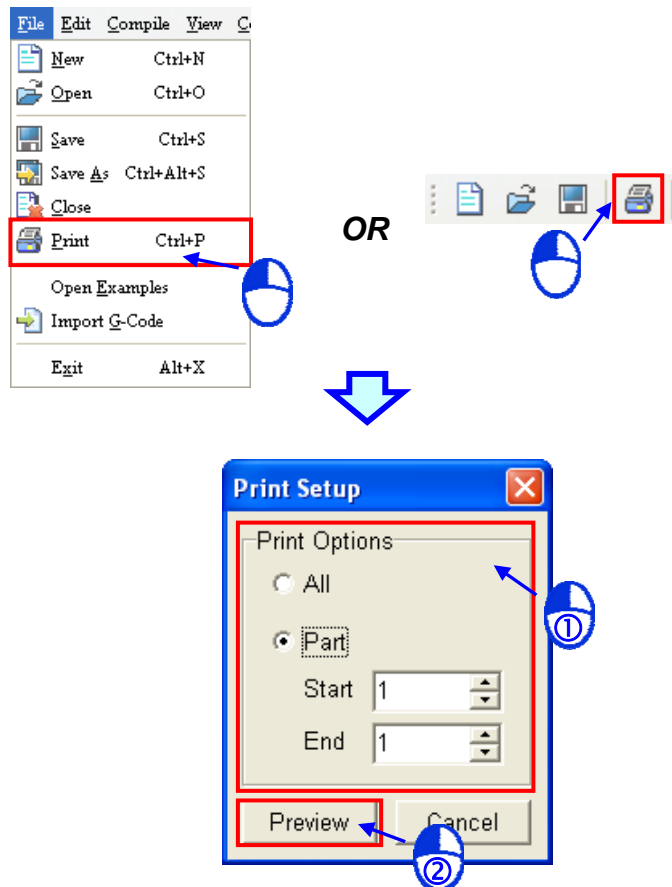 File Edit Compile View
New Ctrl+N
Open Ctrl+O
Save Ctrl+S
Save As Ctrl+Alt+S
Close
Print Ctrl+P
Open Examples
Import G-Code
Exit Alt+X
OR
Print Setup
Print Options
All
Part
Start 1
End 1
①
Preview Cancel
②